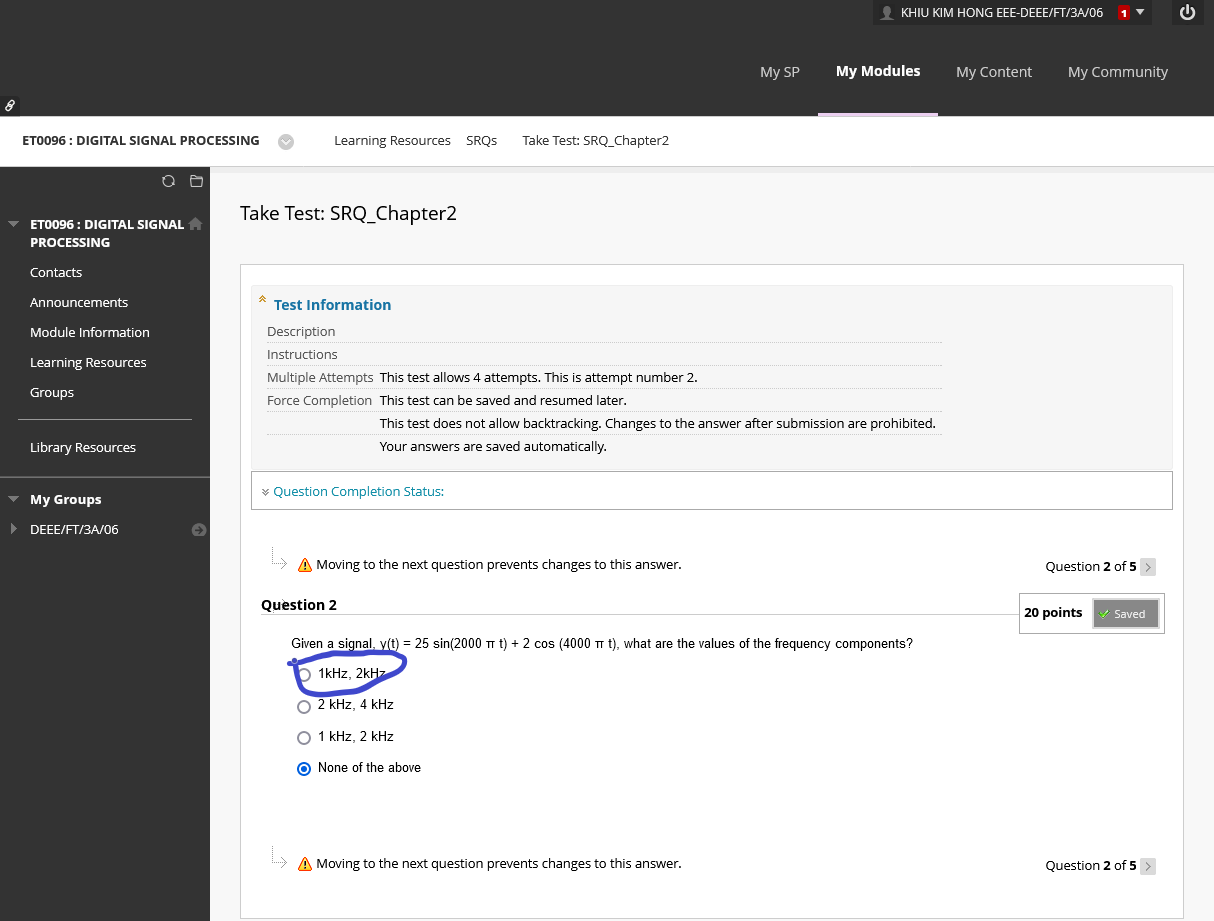 KHIU KIM HONG EEE-DEEE/FT/3A/06 1
My SP My Modules My Content My Community
ET0096 : DIGITAL SIGNAL PROCESSING Learning Resources SRQs Take Test: SRQ_Chapter2
ET0096 : DIGITAL SIGNAL
PROCESSING
Contacts
Announcements
Module Information
Learning Resources
Groups
Library Resources
My Groups
DEEE/FT/3A/06
Take Test: SRQ_Chapter2
Test Information
Description
Instructions
Multiple Attempts This test allows 4 attempts. This is attempt number 2.
Force Completion This test can be saved and resumed later.
This test does not allow backtracking. Changes to the answer after submission are prohibited.
Your answers are saved automatically.
Question Completion Status:
Moving to the next question prevents changes to this answer. Question 2 of 5
Question 2 20 points Saved
Given a signal, y(t) = 25 sin(2000 π t) + 2 cos (4000 π t), what are the values of the frequency components?
1kHz, 2kHz
2 kHz, 4 kHz
1 kHz, 2 kHz
None of the above
Moving to the next question prevents changes to this answer. Question 2 of 5